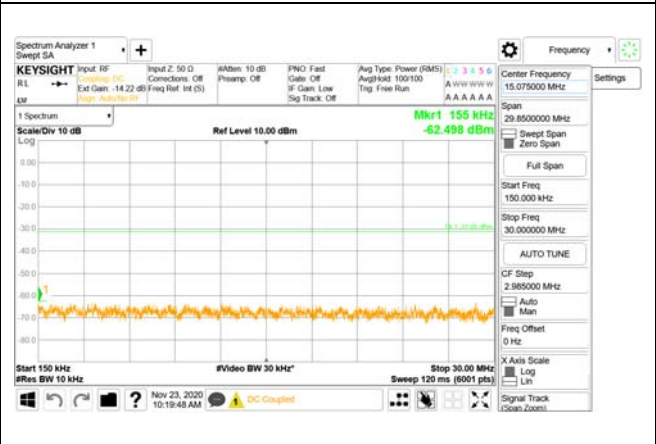 Spectrum Analyzer 1
Swept SA
Frequency
Settings
KEYSIGHT
RL
Input: RF
Coupling: DC
Ext Gain: -14.22 dB
Align: Auto/No RF
Input Z: 50 Ω
Corrections: Off
Freq Ref: Int (S)
#Atten: 10 dB
Preamp: Off
PNO: Fast
Gate: Off
IF Gain: Low
Sig Track: Off
Avg Type: Power (RMS)
Avg|Hold: 100/100
Trig: Free Run
1 2 3 4 5 6
A W W W W W
A A A A A A
1 Spectrum
Scale/Div 10 dB
Log
Ref Level 10.00 dBm
Mkr1 155 kHz
-62.498 dBm
0.00
-10.0
-20.0
-30.0
-40.0
-50.0
-60.0
-70.0
-80.0
1
Start 150 kHz
#Res BW 10 kHz
#Video BW 30 kHz*
Stop 30.00 MHz
Sweep 120 ms (6001 pts)
Center Frequency
15.075000 MHz
Span
29.8500000 MHz
Swept Span
Zero Span
Full Span
Start Freq
150.000 kHz
Stop Freq
30.000000 MHz
AUTO TUNE
CF Step
2.985000 MHz
Auto
Man
Freq Offset
0 Hz
X Axis Scale
Log
Lin
Signal Track
(Span Zoom)
?
Nov 23, 2020
10:19:48 AM
1
DC Coupled